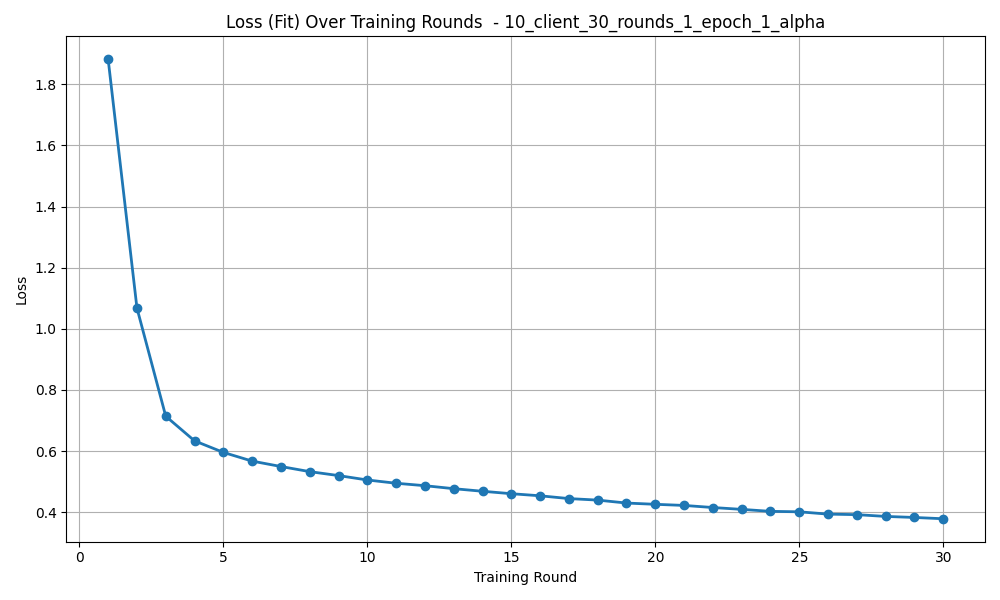 Loss (Fit) Over Training Rounds  - 10_client_30_rounds_1_epoch_1_alpha
1.8
1.6
1.4
1.2
1.0
0.8
0.6
0.4
Loss
0 5 10 15 20 25 30
Training Round